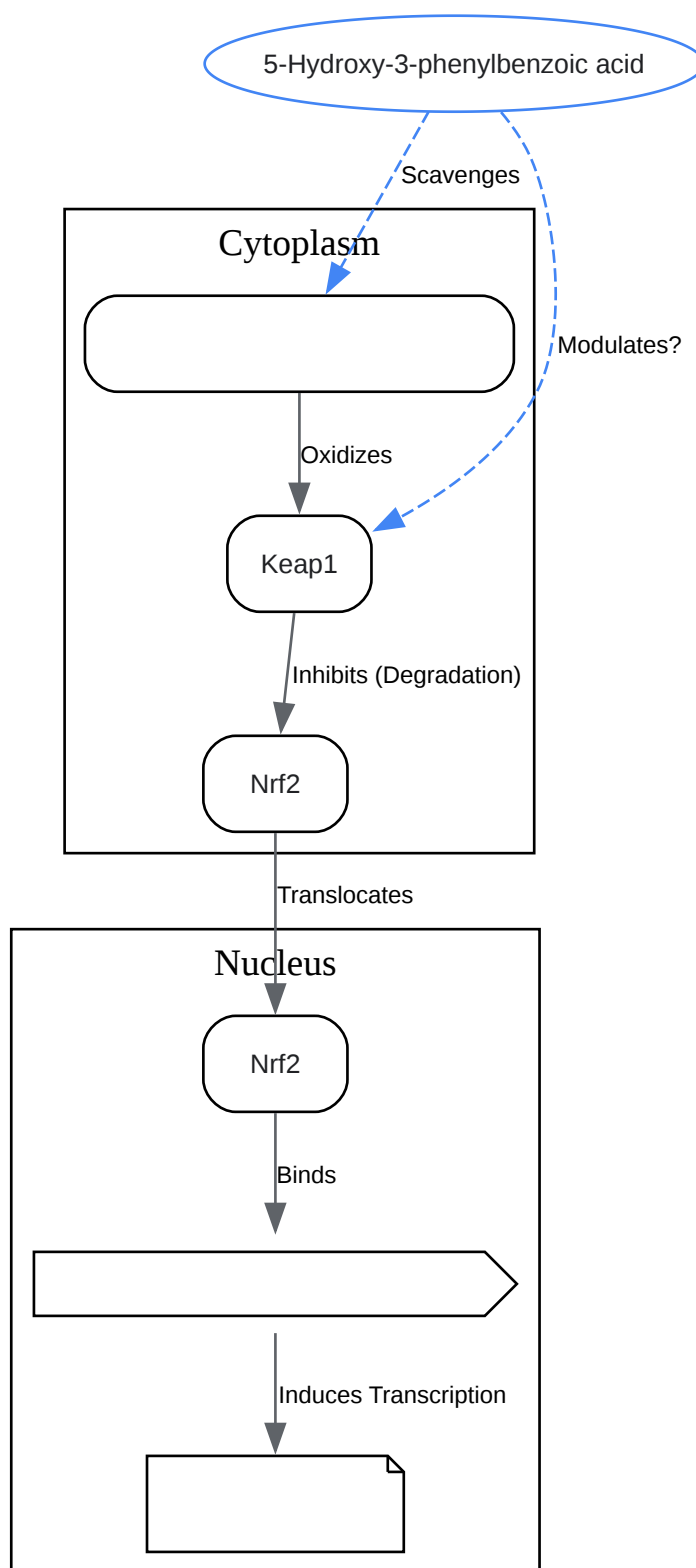 5-Hydroxy-3-phenylbenzoic acid
Scavenges
Cytoplasm
Modulates?
Oxidizes
Keap1
Inhibits (Degradation)
Nrf2
Translocates
Nucleus
Nrf2
Binds
Induces Transcription